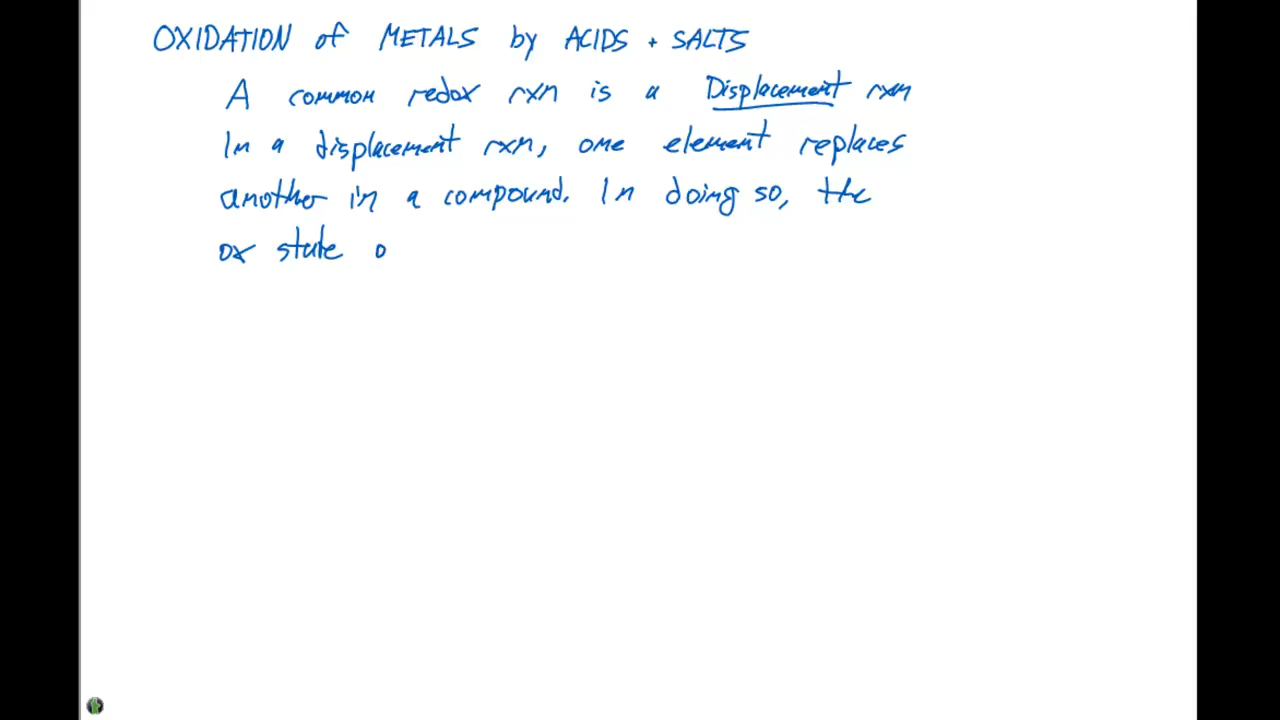 OXIDATION of METALS by ACIDS + SALTS
A common redox rxn is a Displacement rxn
In a displacement rxn, one element replaces
another in a compound. In doing so, the
ox state o